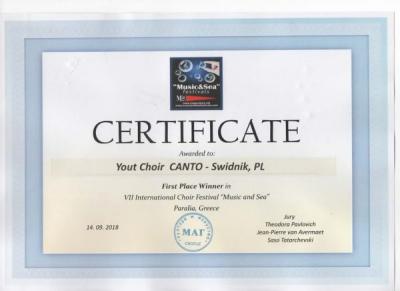 "Music&Sea"
festivals
CERTIFICATE
Awarded to:
Yout Choir CANTO - Swidnik, PL
First Place Winner in
VII International Choir Festival "Music and Sea"
Paralia, Greece
14. 09. 2018
МАГ
Jury
Theodora Pavlovich
Jean-Pierre van Avermaet
Saso Tatarchevski